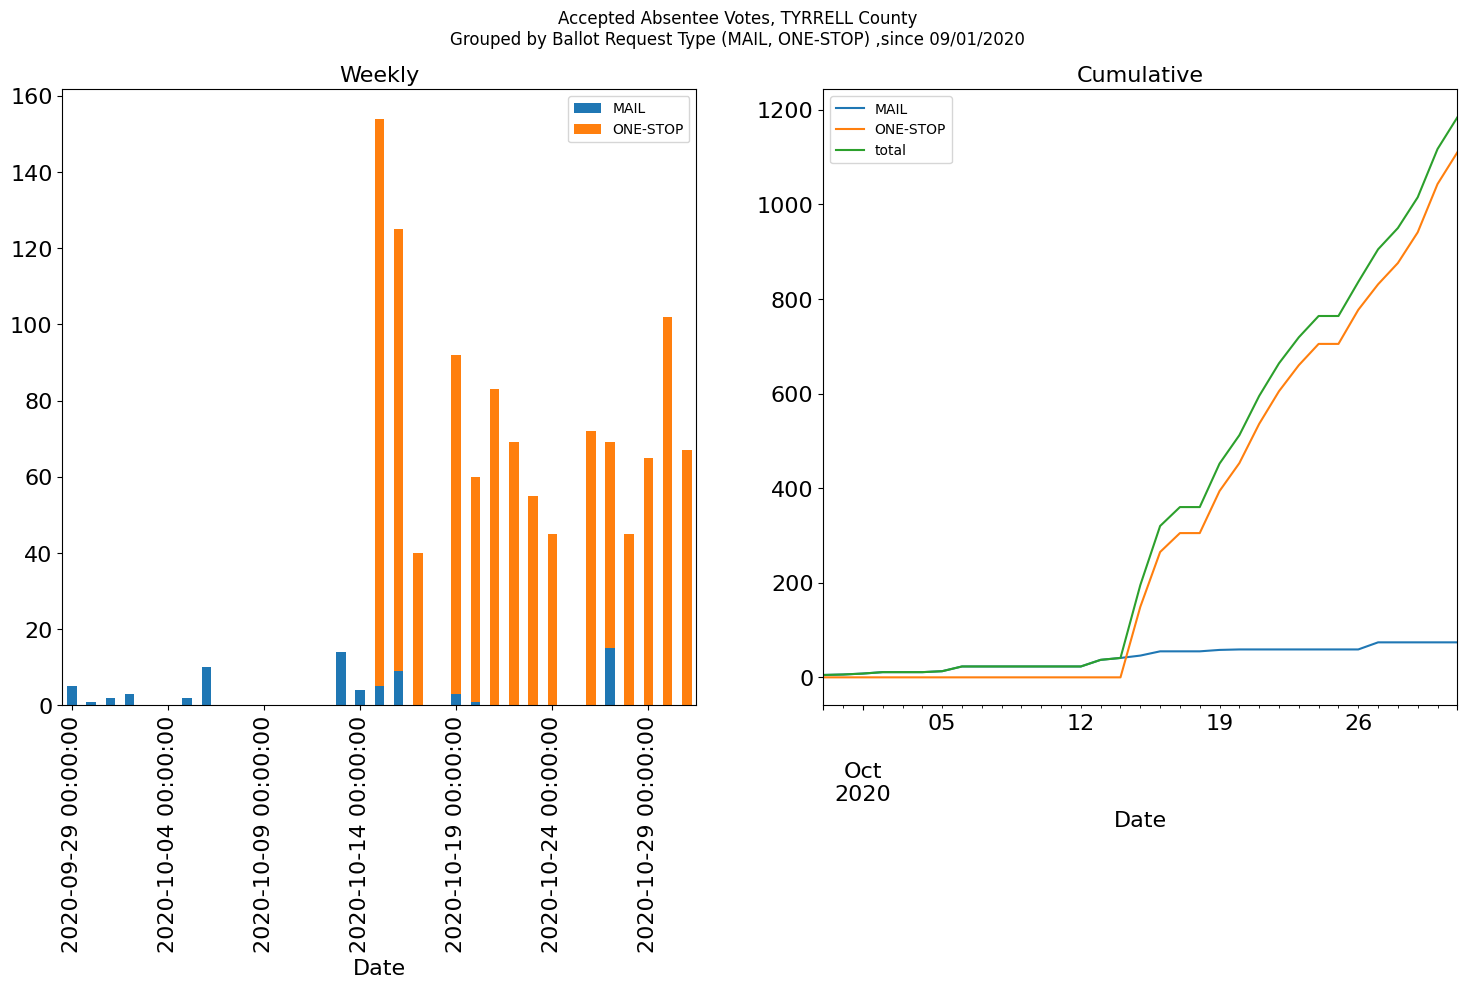 Accepted Absentee Votes, TYRRELL County
Grouped by Ballot Request Type (MAIL, ONE-STOP) ,since 09/01/2020
Weekly
MAIL
ONE-STOP
160
140
120
100
80
60
40
20
0
2020-09-29 00:00:00
2020-10-04 00:00:00
2020-10-09 00:00:00
2020-10-14 00:00:00
2020-10-19 00:00:00
2020-10-24 00:00:00
2020-10-29 00:00:00
Date
Cumulative
MAIL
ONE-STOP
total
1200
1000
800
600
400
200
0
05
12
19
26
Oct
2020
Date